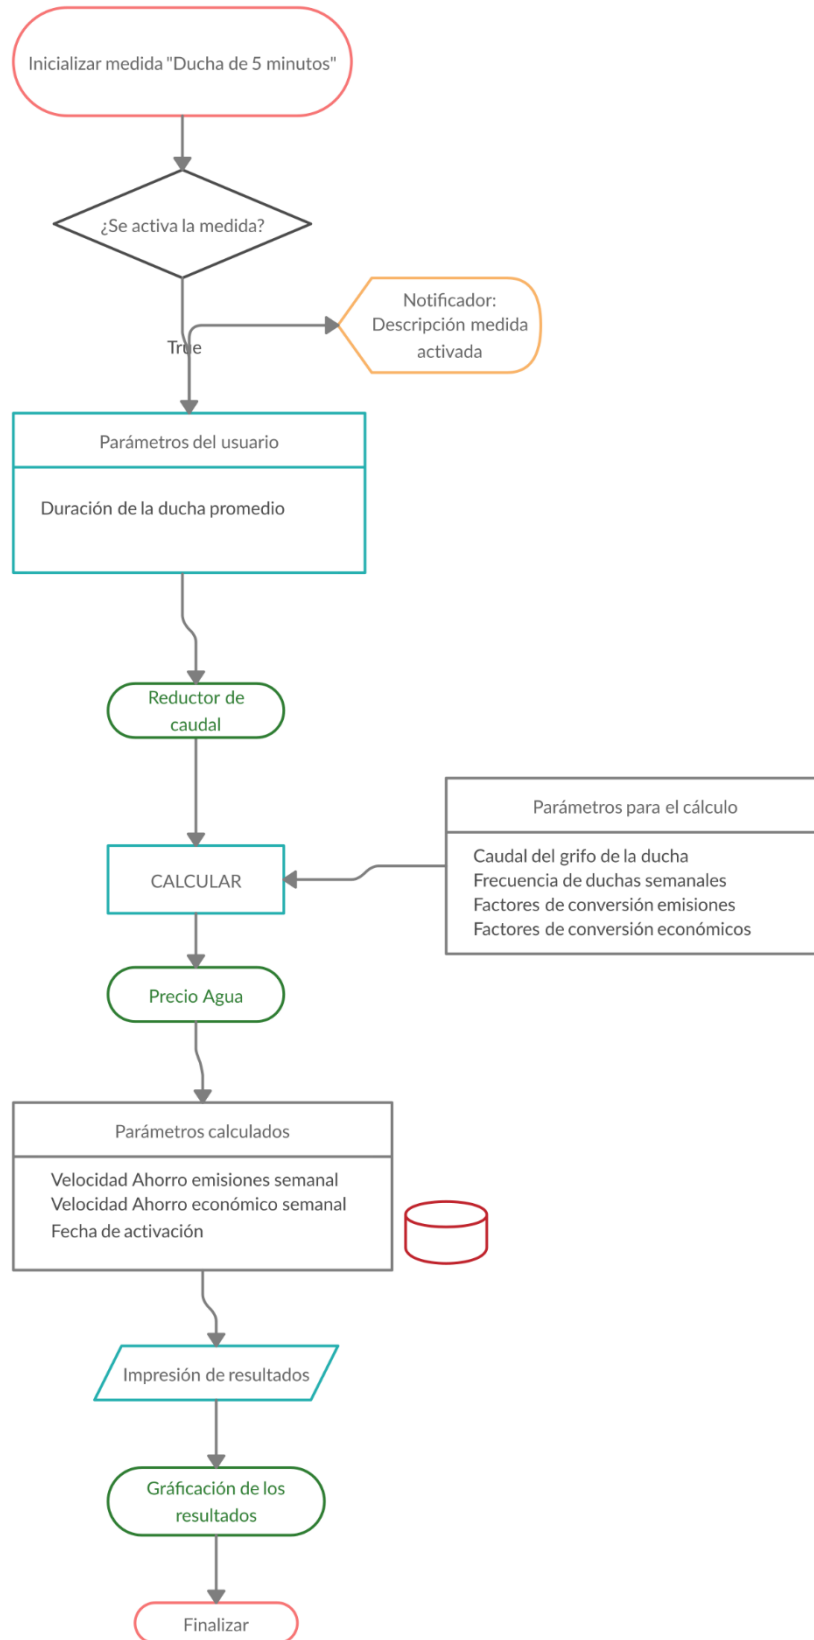 Inicializar medida "Ducha de 5 minutos"
¿Se activa la medida?
Notificador:
Descripción medida
activada
True
Parámetros del usuario
Duración de la ducha promedio
Reductor de
caudal
Parámetros para el cálculo
Caudal del grifo de la ducha
Frecuencia de duchas semanales
Factores de conversión emisiones
Factores de conversión económicos
CALCULAR
Precio Agua
Parámetros calculados
Velocidad Ahorro emisiones semanal
Velocidad Ahorro económico semanal
Fecha de activación
Impresión de resultados
Gráficación de los
resultados
Finalizar